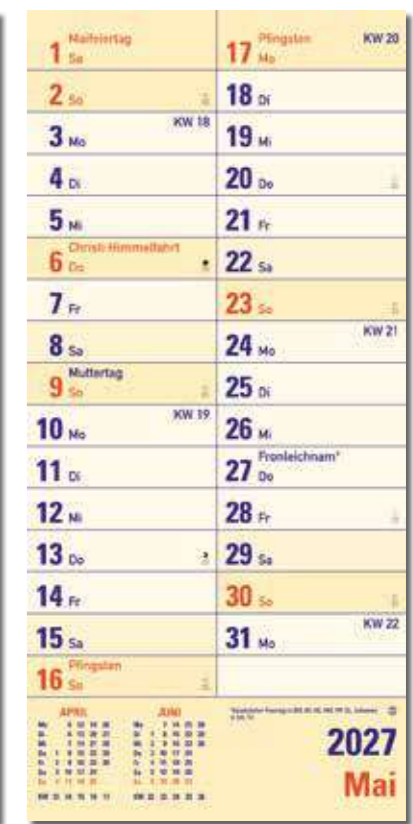 Maifeiertag
1 Sa
2 So
KW 18
3 Mo
4 Di
5 Mi
Christi Himmelfahrt
6 Do
7 Fr
8 Sa
Muttertag
9 So
KW 19
10 Mo
11 Di
12 Mi
13 Do
14 Fr
15 Sa
Pfingsten
16 So
Pfingsten KW 20
17 Mo
18 Di
19 Mi
20 Do
21 Fr
22 Sa
23 So
KW 21
24 Mo
25 Di
26 Mi
Fronleichnam*
27 Do
28 Fr
29 Sa
30 So
KW 22
31 Mo
APRIL
JUNI
2027
Mai